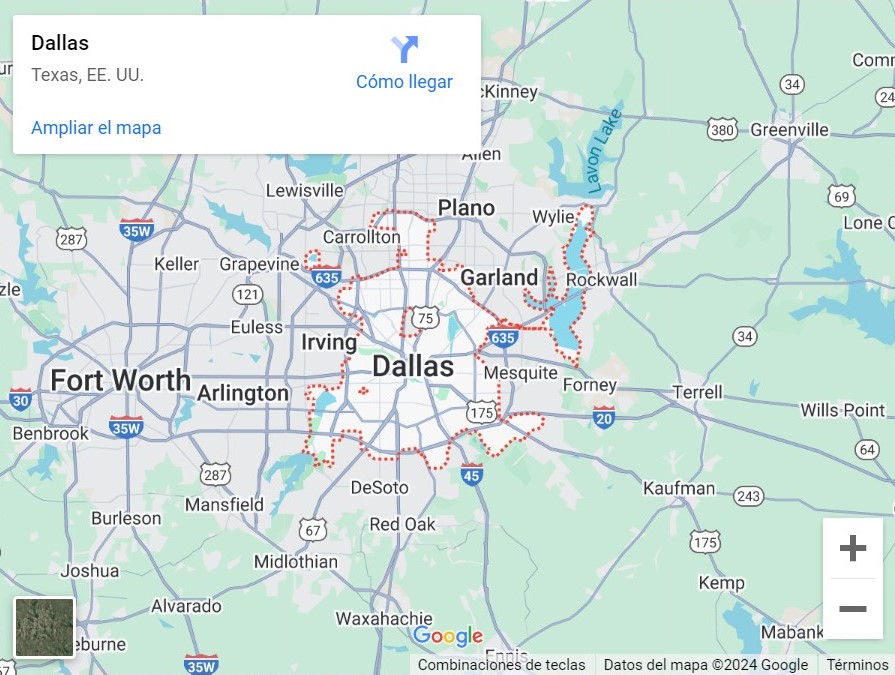 Dallas
Texas, EE. UU.
Cómo llegar
Ampliar el mapa
cKinney
Allen
Lavon Lake
34
24
380
Greenville
Lewisville
Plano
Wylie
69
Lone
287
35W
Carrollton
Keller
Grapevine
635
Garland
Rockwall
121
Euless
75
Irving
635
34
Dallas
Mesquite
Fort Worth
Arlington
Forney
Terrell
30
35W
175
20
Wills Point
Benbrook
64
287
45
Mansfield
DeSoto
Kaufman
243
Burleson
67
Red Oak
175
Midlothian
Joshua
Kemp
Alvarado
Waxahachie
Google
Mabank
eburne
Ennis
35W
67
Combinaciones de teclas
Datos del mapa ©2024 Google
Términos